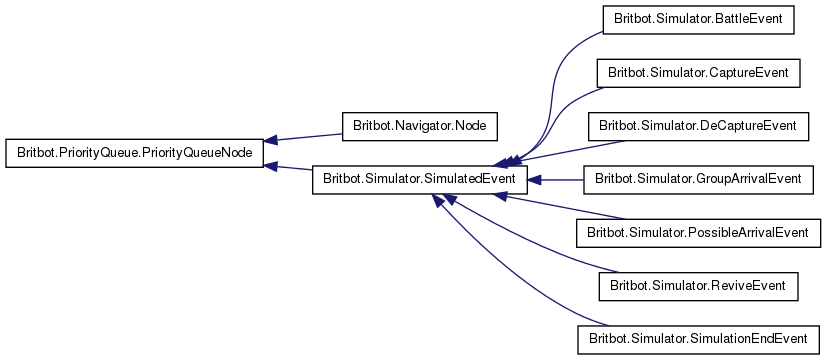 Britbot.PriorityQueue.PriorityQueueNode
Britbot.Navigator.Node
Britbot.Simulator.SimulatedEvent
Britbot.Simulator.BattleEvent
Britbot.Simulator.CaptureEvent
Britbot.Simulator.DeCaptureEvent
Britbot.Simulator.GroupArrivalEvent
Britbot.Simulator.PossibleArrivalEvent
Britbot.Simulator.ReviveEvent
Britbot.Simulator.SimulationEndEvent